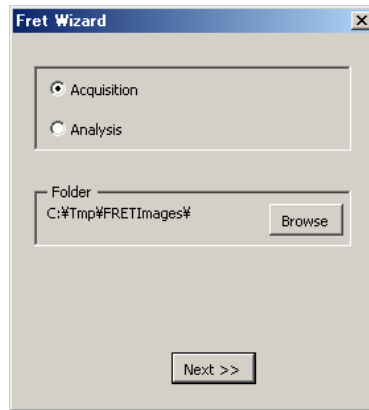 Fret Wizard
Acquisition
Analysis
Folder
C:¥Tmp¥FRETImages¥
Browse
Next >>